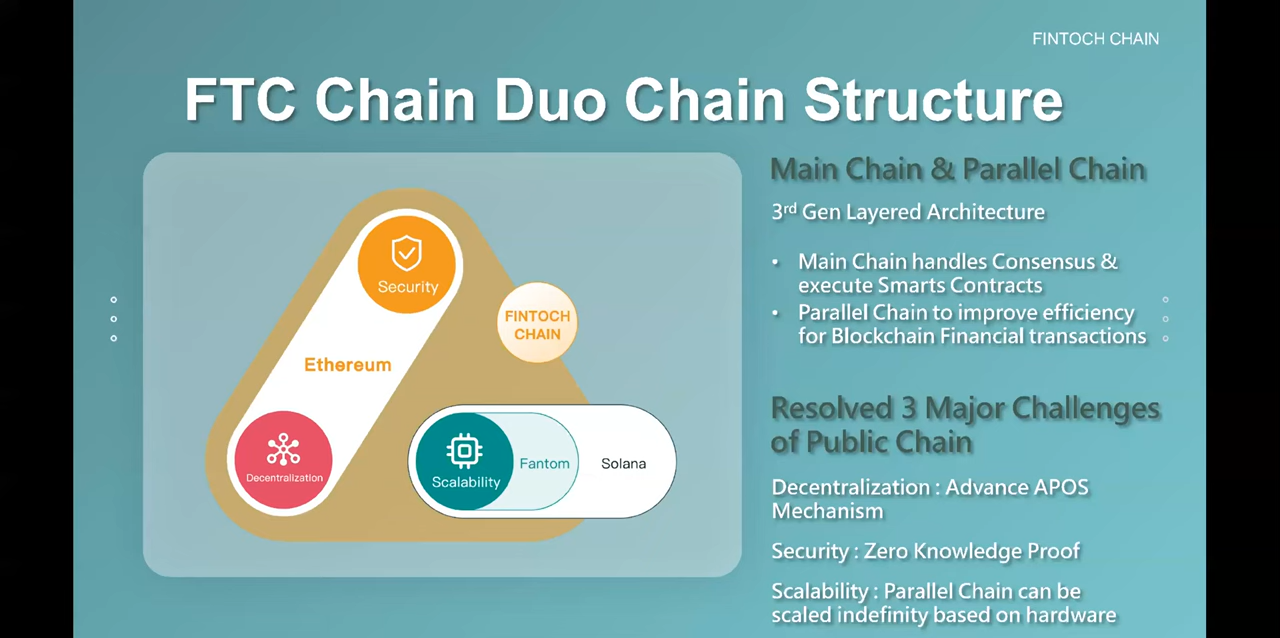 FINTOCH CHAIN
FTC Chain Duo Chain Structure
Security
FINTOCH
CHAIN
Ethereum
Decentralization
Scalability
Fantom
Solana
Main Chain & Parallel Chain
3rd Gen Layered Architecture
• Main Chain handles Consensus &
execute Smarts Contracts
• Parallel Chain to improve efficiency
for Blockchain Financial transactions
Resolved 3 Major Challenges
of Public Chain
Decentralization : Advance APOS
Mechanism
Security : Zero Knowledge Proof
Scalability : Parallel Chain can be
scaled indefinity based on hardware